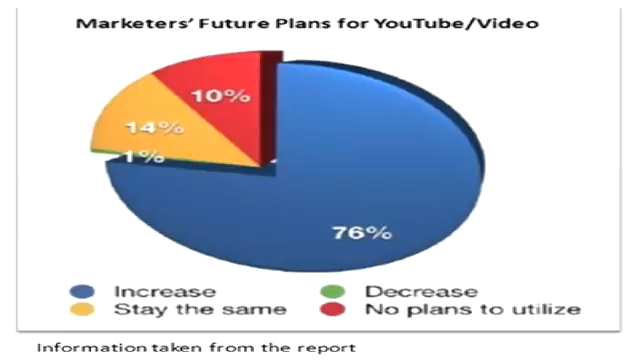 Marketers' Future Plans for YouTube/Video
10%
14%
1%
76%
Increase
Decrease
Stay the same
No plans to utilize
Information taken from the report